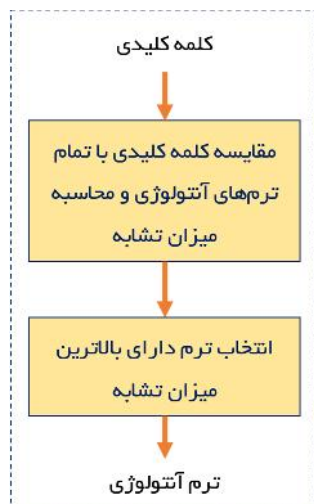 کلمه کلیدی
مقایسه کلمه کلیدی با تمام
ترم‌های آنتولوژی و محاسبه
میزان تشابه
انتخاب ترم دارای بالاترین
میزان تشابه
ترم آنتولوژی